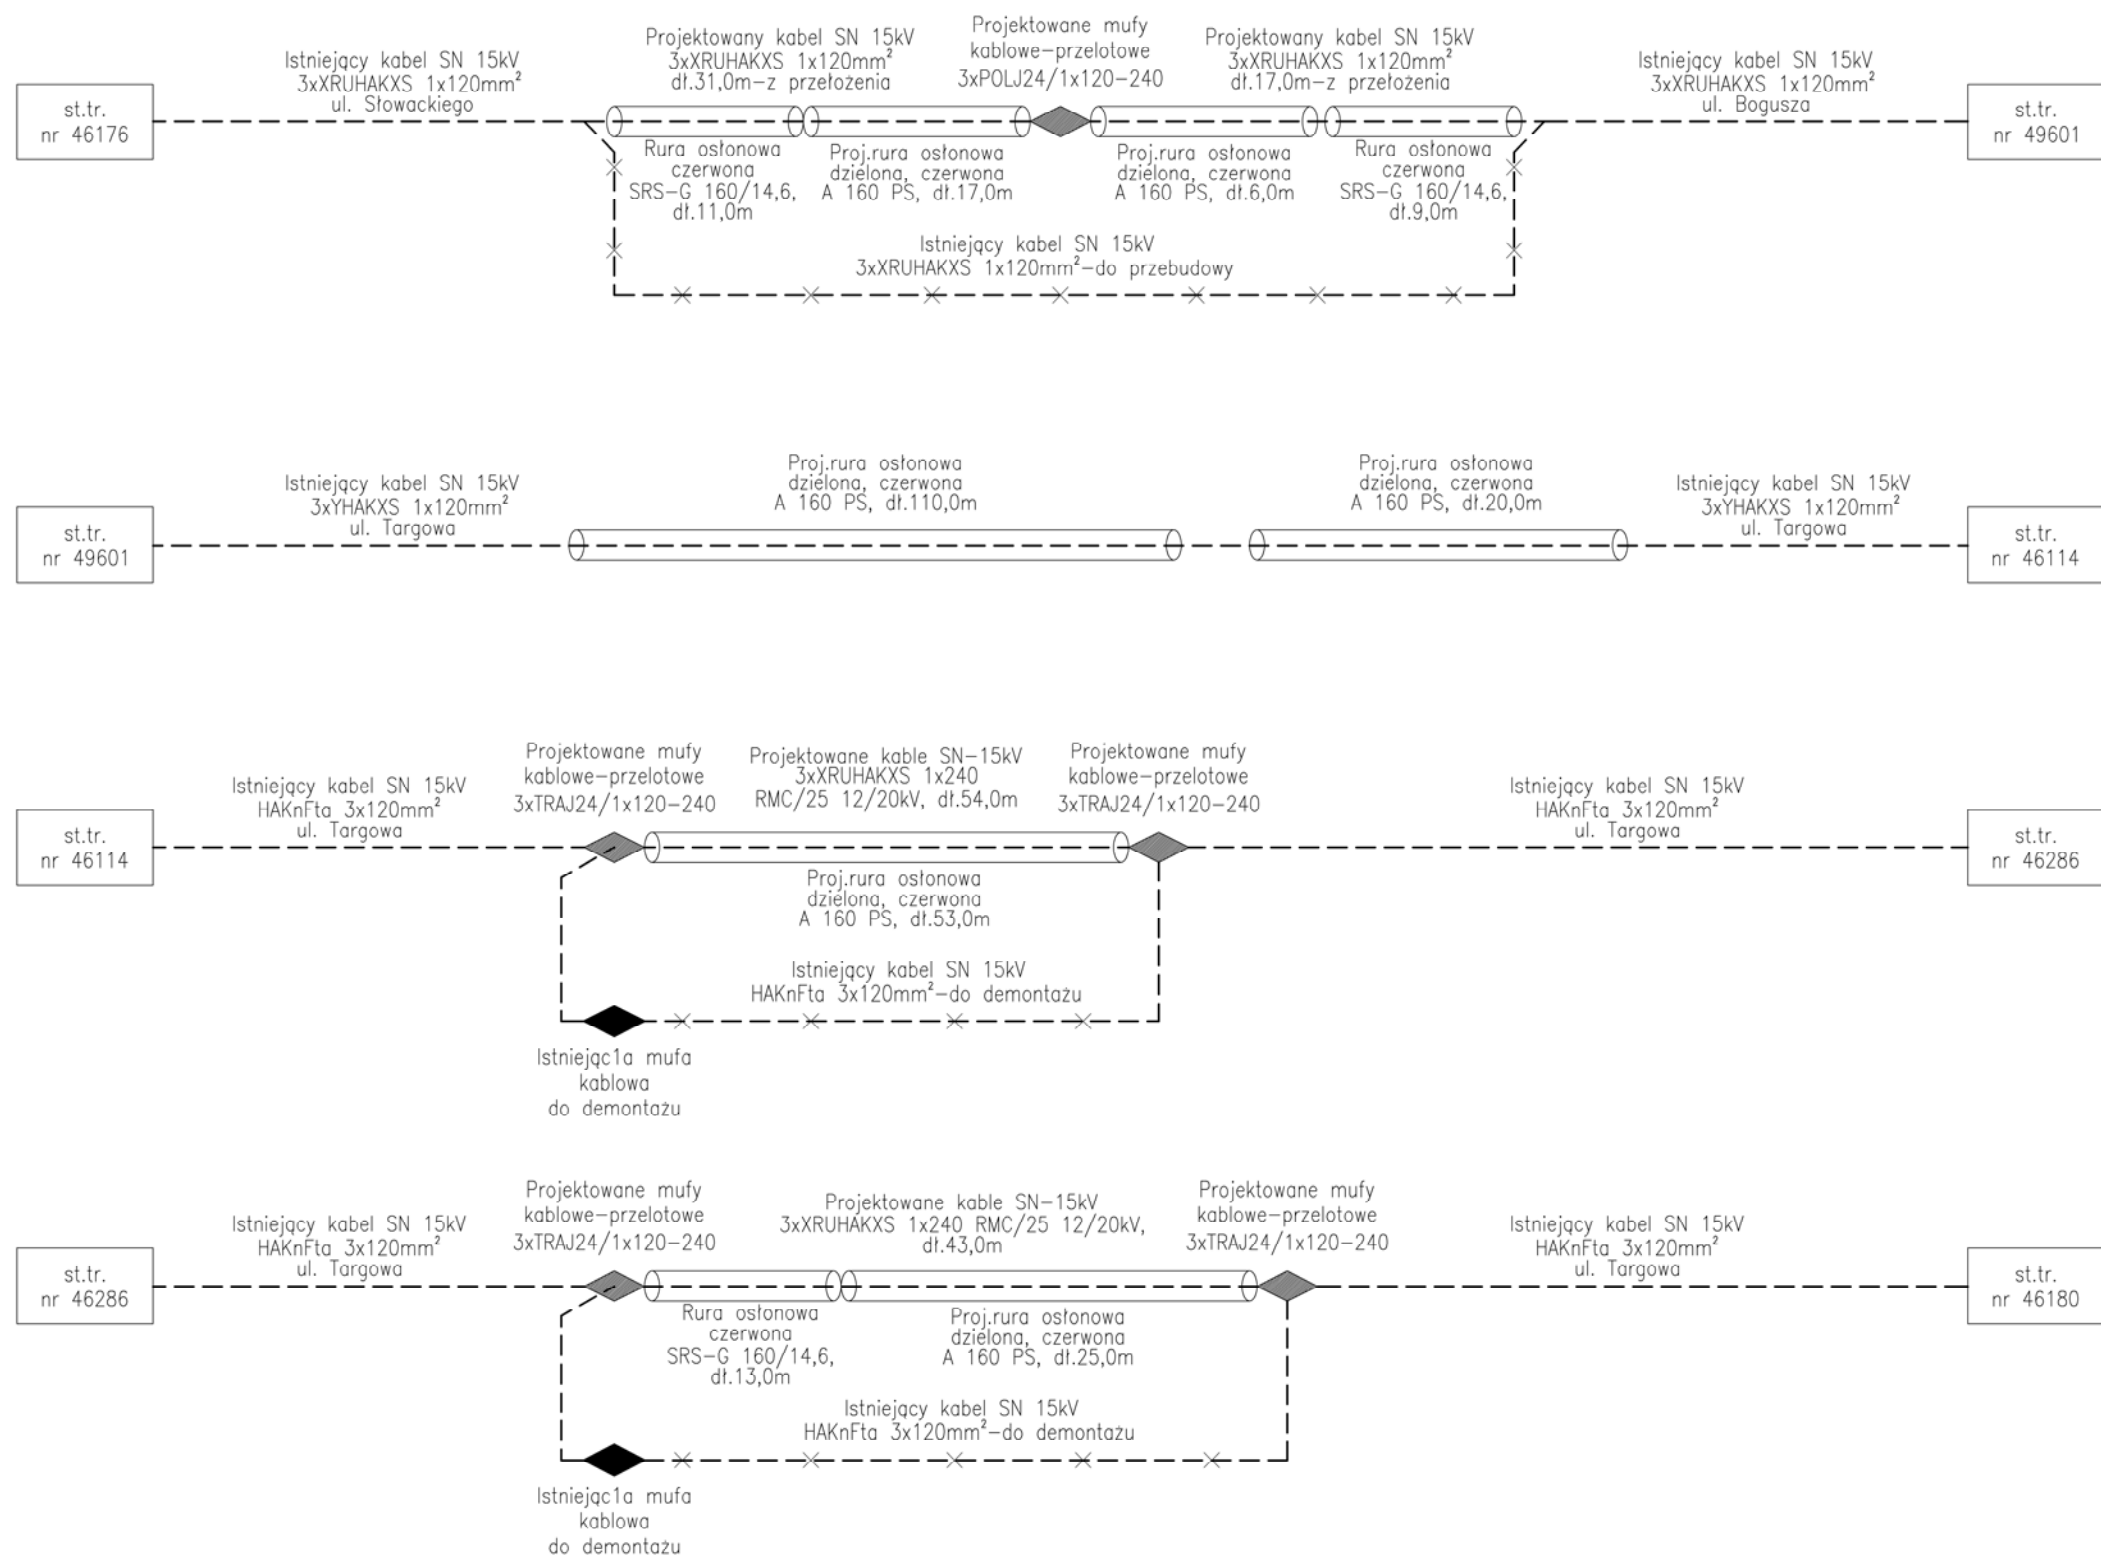 st.tr.
nr 46176
Istniejący kabel SN 15kV
3xXRUHAKXS 1x120mm²
ul. Słowackiego
Projektowany kabel SN 15kV
3xXRUHAKXS 1x120mm²
dł.31,0m-z przełożenia
Projektowane mufy
kablowe-przelotowe
3xPOLJ24/1x120-240
Projektowany kabel SN 15kV
3xXRUHAKXS 1x120mm²
dł.17,0m-z przełożenia
Istniejący kabel SN 15kV
3xXRUHAKXS 1x120mm²
ul. Bogusza
st.tr.
nr 49601
Rura osłonowa
czerwona
SRS-G 160/14,6,
dł.11,0m
Proj.rura osłonowa
dzielona, czerwona
A 160 PS, dł.17,0m
Proj.rura osłonowa
dzielona, czerwona
A 160 PS, dł.6,0m
Rura osłonowa
czerwona
SRS-G 160/14,6,
dł.9,0m
Istniejący kabel SN 15kV
3xXRUHAKXS 1x120mm²-do przebudowy
st.tr.
nr 49601
Istniejący kabel SN 15kV
3xYHAKXS 1x120mm²
ul. Targowa
Proj.rura osłonowa
dzielona, czerwona
A 160 PS, dł.110,0m
Proj.rura osłonowa
dzielona, czerwona
A 160 PS, dł.20,0m
Istniejący kabel SN 15kV
3xYHAKXS 1x120mm²
ul. Targowa
st.tr.
nr 46114
st.tr.
nr 46114
Istniejący kabel SN 15kV
HAKnFta 3x120mm²
ul. Targowa
Projektowane mufy
kablowe-przelotowe
3xTRAJ24/1x120-240
Projektowane kable SN-15kV
3xXRUHAKXS 1x240
RMC/25 12/20kV, dł.54,0m
Projektowane mufy
kablowe-przelotowe
3xTRAJ24/1x120-240
Istniejący kabel SN 15kV
HAKnFta 3x120mm²
ul. Targowa
st.tr.
nr 46286
Proj.rura osłonowa
dzielona, czerwona
A 160 PS, dł.53,0m
Istniejący kabel SN 15kV
HAKnFta 3x120mm²-do demontażu
Istniejąc1a mufa
kablowa
do demontażu
st.tr.
nr 46286
Istniejący kabel SN 15kV
HAKnFta 3x120mm²
ul. Targowa
Projektowane mufy
kablowe-przelotowe
3xTRAJ24/1x120-240
Projektowane kable SN-15kV
3xXRUHAKXS 1x240 RMC/25 12/20kV,
dł.43,0m
Projektowane mufy
kablowe-przelotowe
3xTRAJ24/1x120-240
Istniejący kabel SN 15kV
HAKnFta 3x120mm²
ul. Targowa
st.tr.
nr 46180
Rura osłonowa
czerwona
SRS-G 160/14,6,
dł.13,0m
Proj.rura osłonowa
dzielona, czerwona
A 160 PS, dł.25,0m
Istniejący kabel SN 15kV
HAKnFta 3x120mm²-do demontażu
Istniejąc1a mufa
kablowa
do demontażu